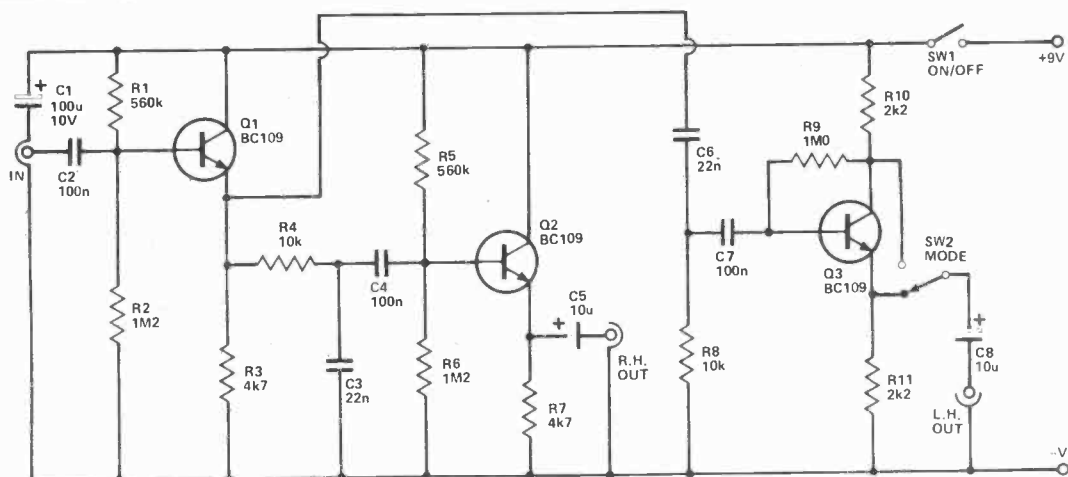 C1
100u
10V
IN
C2
100n
R1
560k
R2
1M2
Q1
BC109
R4
10k
R3
4k7
C3
22n
C4
100n
R5
560k
R6
1M2
Q2
BC109
C5
10u
R7
4k7
R.H.
OUT
C6
22n
C7
100n
R8
10k
R9
1M0
R10
2k2
Q3
BC109
R11
2k2
SW1
ON/OFF
+9V
SW2
MODE
C8
10u
L.H.
OUT
-V